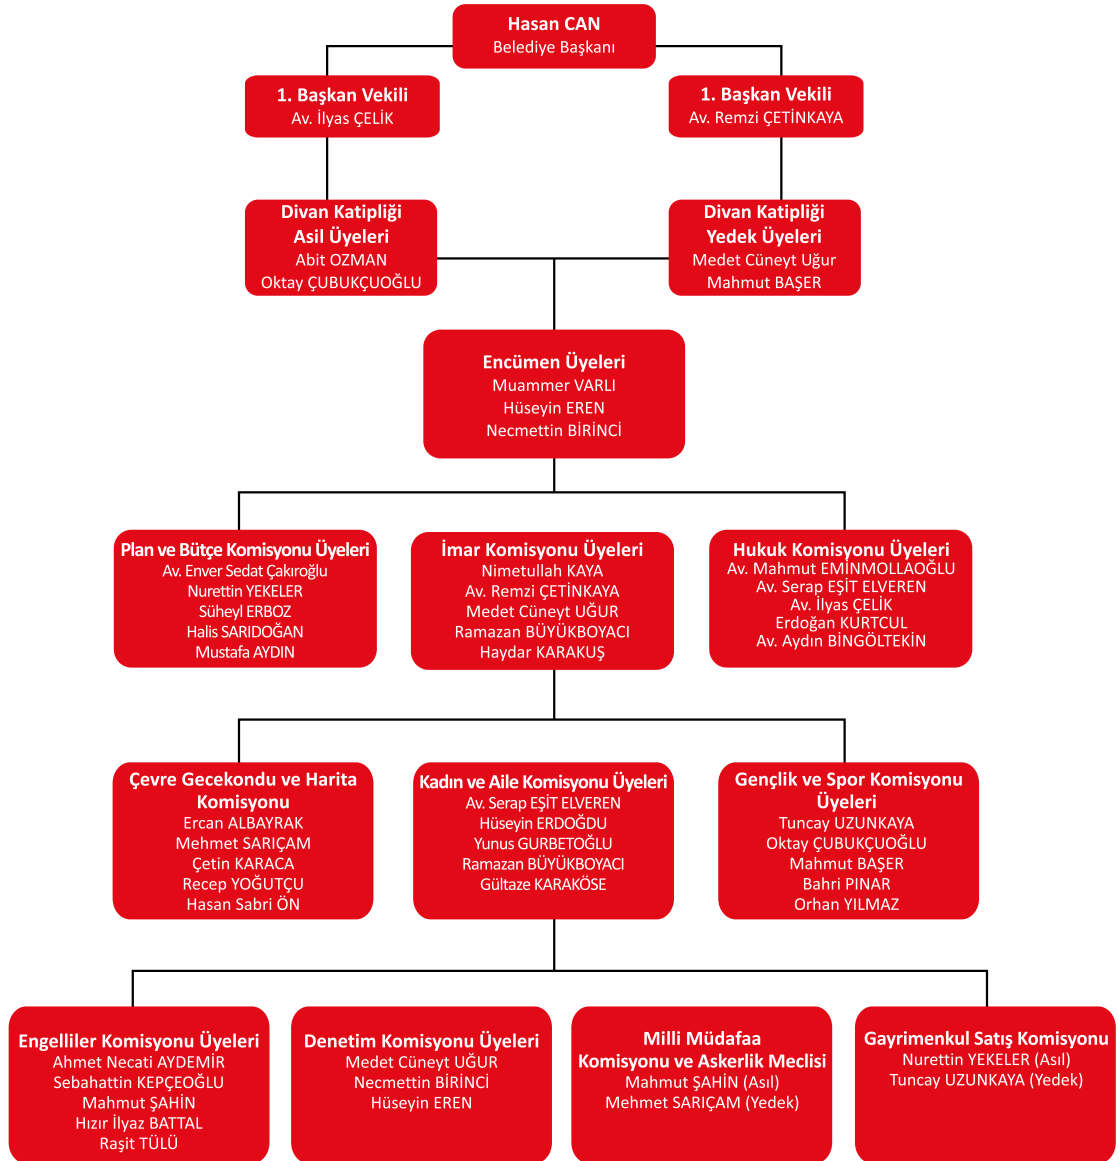 Hasan CAN
Belediye Başkanı
1. Başkan Vekili
Av. İlyas ÇELİK
1. Başkan Vekili
Av. Remzi ÇETİNKAYA
Divan Katipliği
Asil Üyeleri
Abit OZMAN
Oktay ÇUBUKÇUOĞLU
Divan Katipliği
Yedek Üyeleri
Medet Cüneyt Uğur
Mahmut BAŞER
Encümen Üyeleri
Muammer VARLI
Hüseyin EREN
Necmettin BİRİNCİ
Plan ve Bütçe Komisyonu Üyeleri
Av. Enver Sedat Çakıroğlu
Nurettin YEKELER
Süheyl ERBOZ
Halis SARIDOĞAN
Mustafa AYDIN
İmar Komisyonu Üyeleri
Nimetullah KAYA
Av. Remzi ÇETİNKAYA
Medet Cüneyt UĞUR
Ramazan BÜYÜKBOYACI
Haydar KARAKUŞ
Hukuk Komisyonu Üyeleri
Av. Mahmut EMİNMOLLAOĞLU
Av. Serap EŞİT ELVEREN
Av. İlyas ÇELİK
Erdoğan KURTCUL
Av. Aydın BİNGÖLTEKİN
Çevre Gecekondu ve Harita
Komisyonu
Ercan ALBAYRAK
Mehmet SARIÇAM
Çetin KARACA
Recep YOĞUTÇU
Hasan Sabri ÖN
Kadın ve Aile Komisyonu Üyeleri
Av. Serap EŞİT ELVEREN
Hüseyin ERDOĞDU
Yunus GURBETOĞLU
Ramazan BÜYÜKBOYACI
Gültaze KARAKÖSE
Gençlik ve Spor Komisyonu
Üyeleri
Tuncay UZUNKAYA
Oktay ÇUBUKÇUOĞLU
Mahmut BAŞER
Bahri PINAR
Orhan YILMAZ
Engelliler Komisyonu Üyeleri
Ahmet Necati AYDEMİR
Sebahattin KEPÇEOĞLU
Mahmut ŞAHİN
Hızır İlyaz BATTAL
Raşit TÜLÜ
Denetim Komisyonu Üyeleri
Medet Cüneyt UĞUR
Necmettin BİRİNCİ
Hüseyin EREN
Milli Müdafaa
Komisyonu ve Askerlik Meclisi
Mahmut ŞAHİN (Asıl)
Mehmet SARIÇAM (Yedek)
Gayrimenkul Satış Komisyonu
Nurettin YEKELER (Asıl)
Tuncay UZUNKAYA (Yedek)